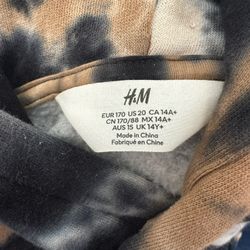 H&M
EUR 170 US 20 CA 14A+
CN 170/88 MX 14A+
AUS 15 UK 14Y+
Made in China
Fabriqué en Chine